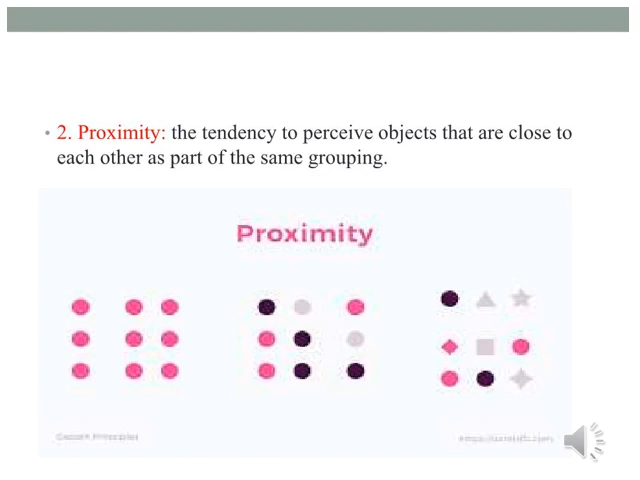 • 2. Proximity: the tendency to perceive objects that are close to
each other as part of the same grouping.
Proximity